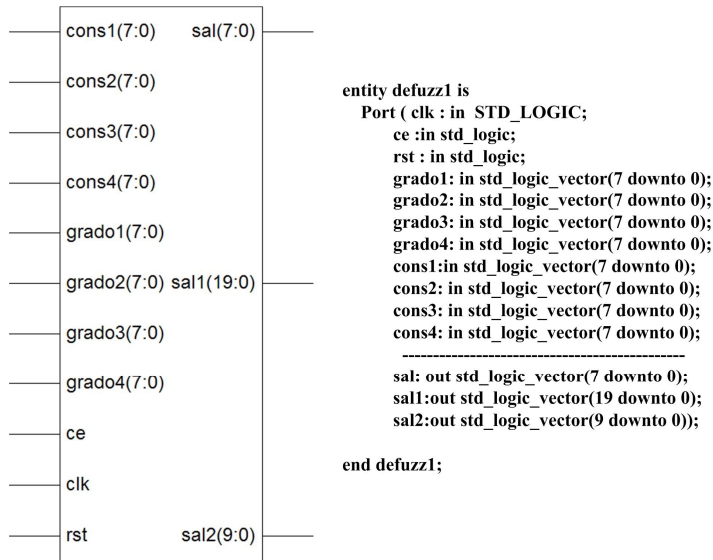 cons1(7:0) sal(7:0)
cons2(7:0)
cons3(7:0)
cons4(7:0)
grado1(7:0)
grado2(7:0) sal1(19:0)
grado3(7:0)
grado4(7:0)
ce
clk
rst sal2(9:0)
entity defuzz1 is
Port ( clk : in STD_LOGIC;
ce :in std_logic;
rst : in std_logic;
grado1: in std_logic_vector(7 downto 0);
grado2: in std_logic_vector(7 downto 0);
grado3: in std_logic_vector(7 downto 0);
grado4: in std_logic_vector(7 downto 0);
cons1:in std_logic_vector(7 downto 0);
cons2: in std_logic_vector(7 downto 0);
cons3: in std_logic_vector(7 downto 0);
cons4: in std_logic_vector(7 downto 0);
----------------------------------------------
sal: out std_logic_vector(7 downto 0);
sal1:out std_logic_vector(19 downto 0);
sal2:out std_logic_vector(9 downto 0));
end defuzz1;